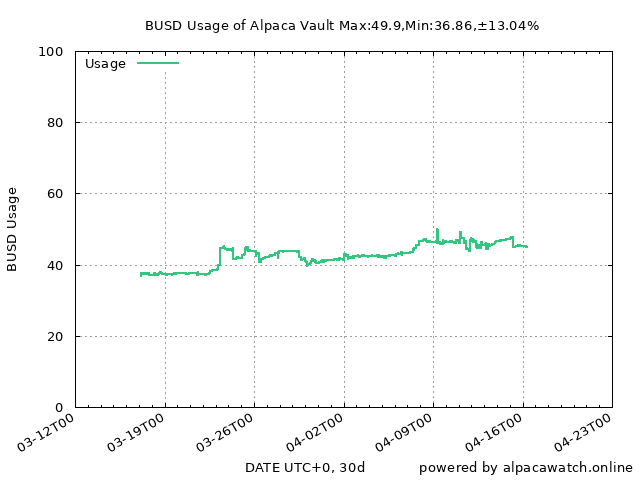 BUSD Usage of Alpaca Vault Max:49.9,Min:36.86,±13.04%
Usage
100
80
60
40
20
0
BUSD Usage
03-12T00
03-19T00
03-26T00
04-02T00
04-09T00
04-16T00
04-23T00
DATE UTC+0, 30d
powered by alpacawatch.online